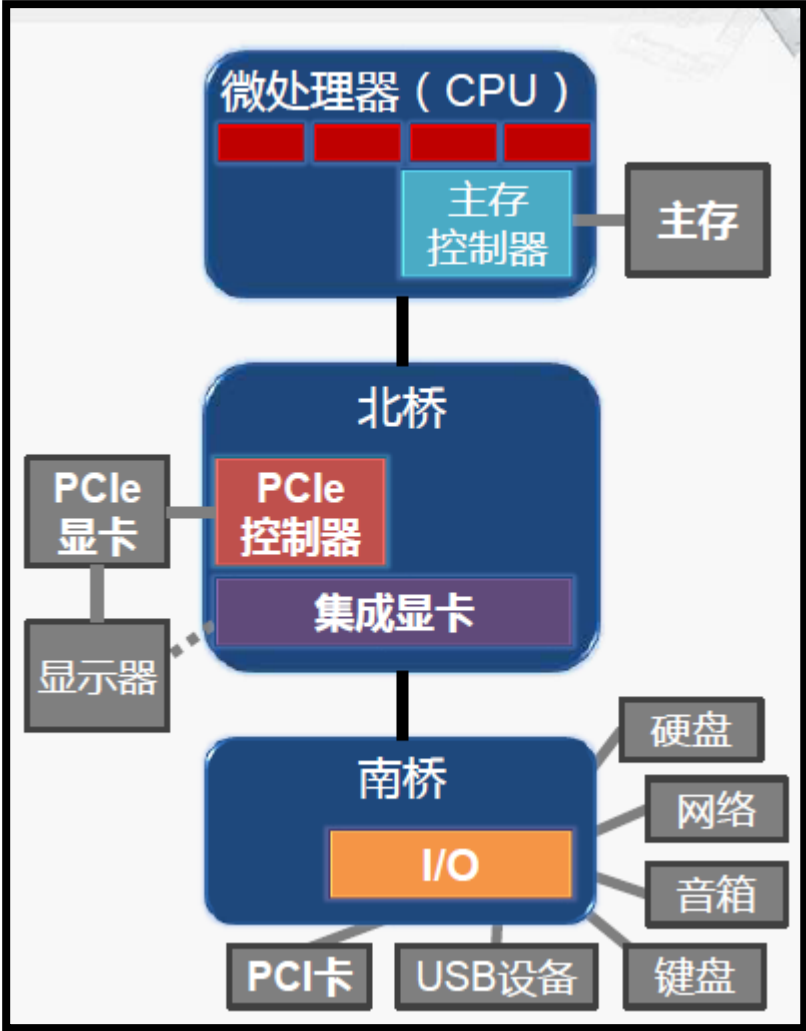 微处理器（CPU）
主存
控制器
主存
北桥
PCIe
显卡
PCIe
控制器
集成显卡
显示器
南桥
硬盘
网络
I/O
音箱
PCI卡
USB设备
键盘